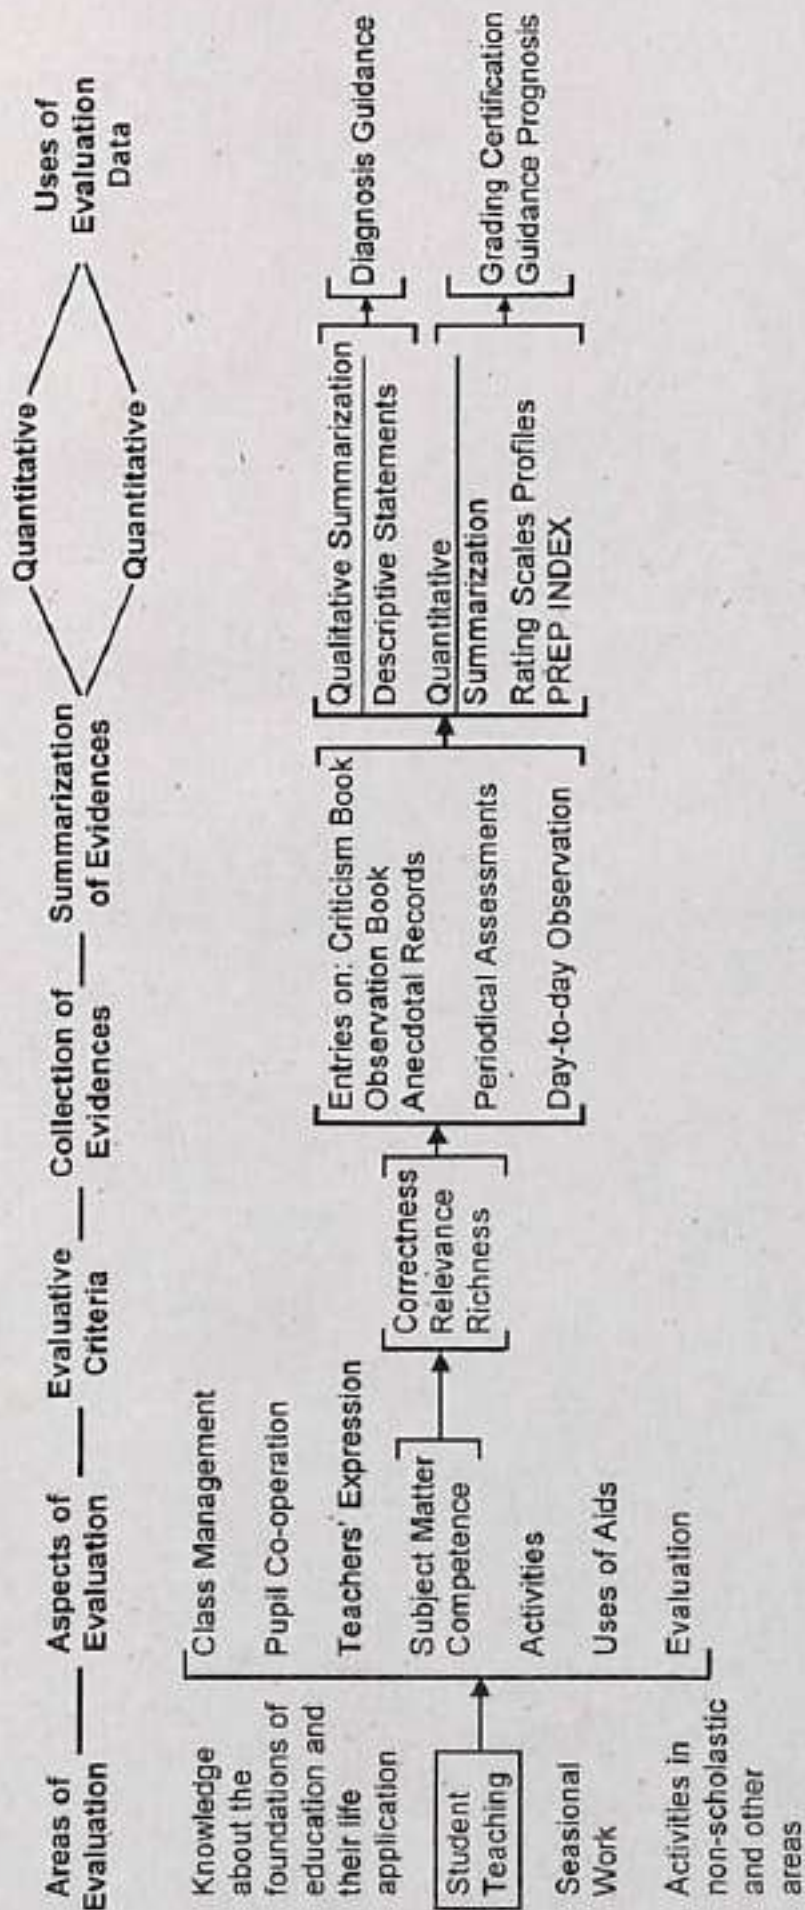 Areas of
Evaluation
Aspects of
Evaluation
Evaluative
Criteria
Collection of
Evidences
Summarization
of Evidences
Quantitative
Quantitative
Uses of
Evaluation
Data
Knowledge
about the
foundations of
education and
their life
application
Student
Teaching
Seasional
Work
Activities in
non-scholastic
and other
areas
Class Management
Pupil Co-operation
Teachers' Expression
Subject Matter
Competence
Activities
Uses of Aids
Evaluation
Correctness
Relevance
Richness
Entries on: Criticism Book
Observation Book
Anecdotal Records
Periodical Assessments
Day-to-day Observation
Qualitative Summarization
Descriptive Statements
Quantitative
Summarization
Rating Scales Profiles
PREP INDEX
Diagnosis Guidance
Grading Certification
Guidance Prognosis